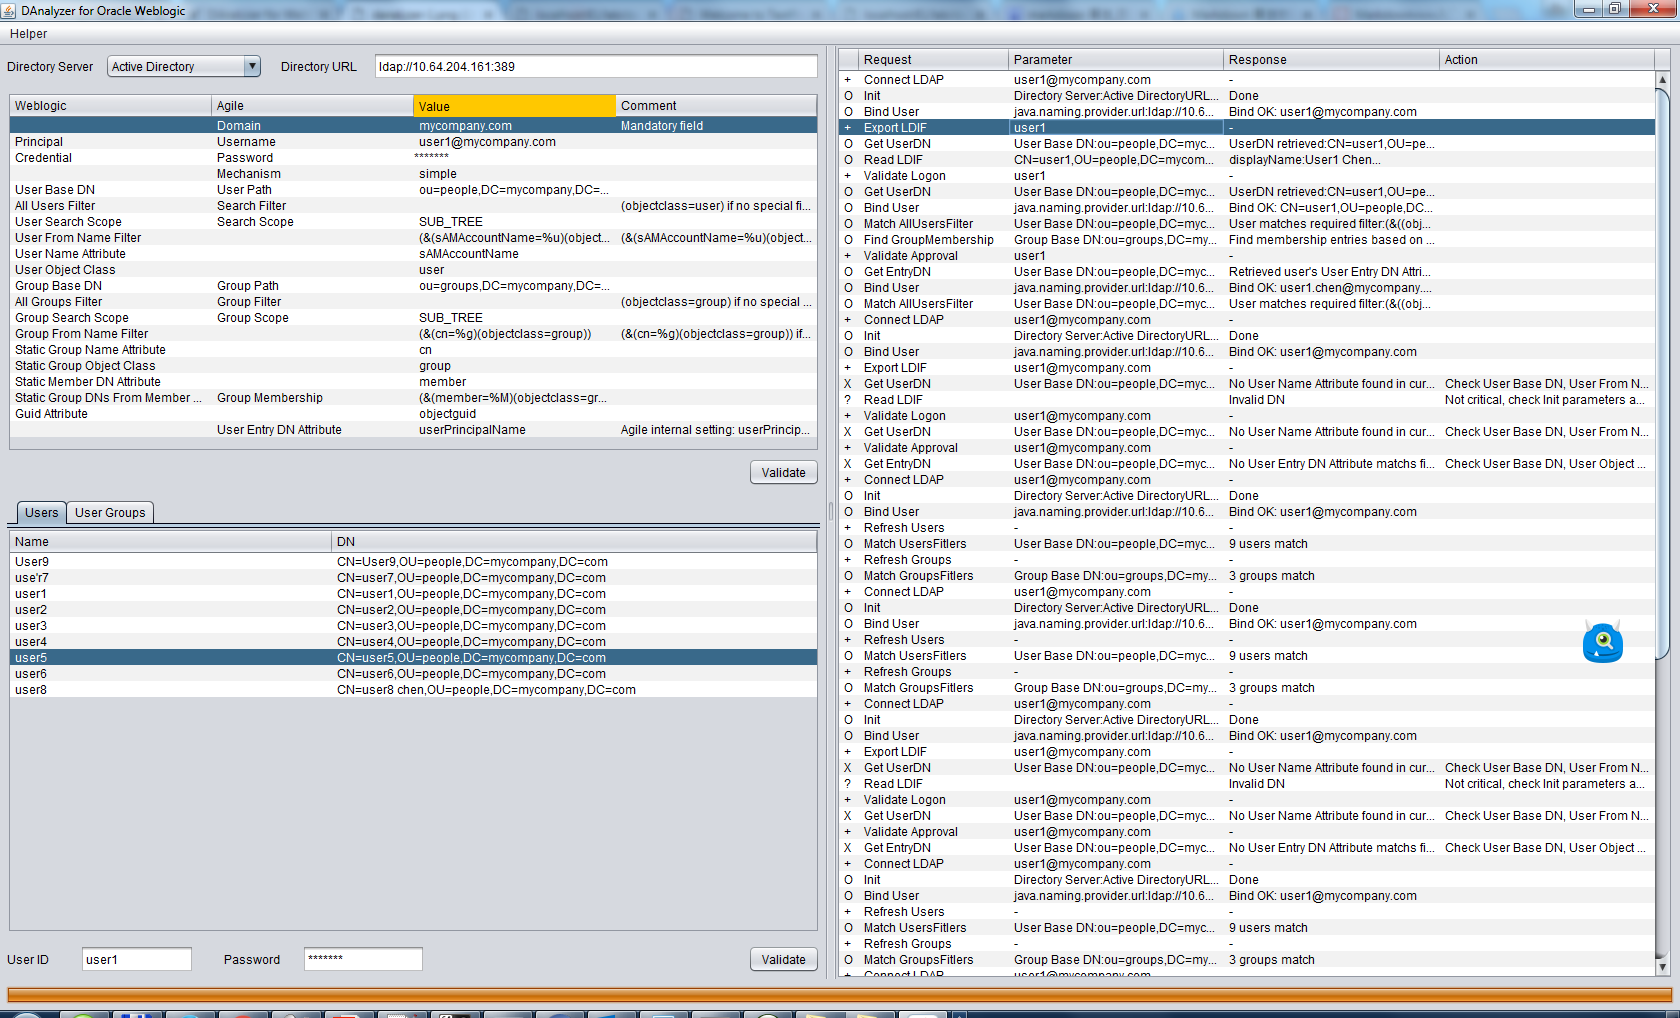 DAnalyzer for Oracle Weblogic
Helper
Directory Server Active Directory Directory URL ldap://10.64.204.161:389
Weblogic Agile Value Comment
Domain mycompany.com Mandatory field
Principal Username user1@mycompany.com
Credential Password *******
Mechanism simple
User Base DN User Path ou=people,DC=mycompany,DC=...
All Users Filter Search Filter (objectclass=user) if no special fi...
User Search Scope Search Scope SUB_TREE
User From Name Filter (&(sAMAccountName=%u)(object... (&(sAMAccountName=%u)(object...
User Name Attribute sAMAccountName
User Object Class user
Group Base DN Group Path ou=groups,DC=mycompany,DC=...
All Groups Filter Group Filter (objectclass=group) if no special ...
Group Search Scope Group Scope SUB_TREE
Group From Name Filter (&(cn=%g)(objectclass=group)) (&(cn=%g)(objectclass=group)) if...
Static Group Name Attribute cn
Static Group Object Class group
Static Member DN Attribute member
Static Group DNs From Member ... Group Membership (&(member=%M)(objectclass=gr...
Guid Attribute objectguid
User Entry DN Attribute userPrincipalName Agile internal setting: userPrincip...
Validate
Users User Groups
Name DN
User9 CN=User9,OU=people,DC=mycompany,DC=com
use'r7 CN=user7,OU=people,DC=mycompany,DC=com
user1 CN=user1,OU=people,DC=mycompany,DC=com
user2 CN=user2,OU=people,DC=mycompany,DC=com
user3 CN=user3,OU=people,DC=mycompany,DC=com
user4 CN=user4,OU=people,DC=mycompany,DC=com
user5 CN=user5,OU=people,DC=mycompany,DC=com
user6 CN=user6,OU=people,DC=mycompany,DC=com
user8 CN=user8 chen,OU=people,DC=mycompany,DC=com
User ID user1 Password ******* Validate
Request Parameter Response Action
+ Connect LDAP user1@mycompany.com -
O Init Directory Server:Active DirectoryURL... Done
O Bind User java.naming.provider.url:ldap://10.6... Bind OK: user1@mycompany.com
+ Export LDIF user1 -
O Get UserDN User Base DN:ou=people,DC=myc... UserDN retrieved:CN=user1,OU=pe...
O Read LDIF CN=user1,OU=people,DC=mycom... displayName:User1 Chen...
+ Validate Logon user1 -
O Get UserDN User Base DN:ou=people,DC=myc... UserDN retrieved:CN=user1,OU=pe...
O Bind User java.naming.provider.url:ldap://10.6... Bind OK: CN=user1,OU=people,DC...
O Match AllUsersFilter User Base DN:ou=people,DC=myc... User matches required filter:(&((obj...
O Find GroupMembership Group Base DN:ou=groups,DC=my... Find membership entries based on ...
+ Validate Approval user1 -
O Get EntryDN User Base DN:ou=people,DC=myc... Retrieved user's User Entry DN Attri...
O Bind User java.naming.provider.url:ldap://10.6... Bind OK: user1.chen@mycompany....
O Match AllUsersFilter User Base DN:ou=people,DC=myc... User matches required filter:(&((obj...
+ Connect LDAP user1@mycompany.com -
O Init Directory Server:Active DirectoryURL... Done
O Bind User java.naming.provider.url:ldap://10.6... Bind OK: user1@mycompany.com
+ Export LDIF user1@mycompany.com -
X Get UserDN User Base DN:ou=people,DC=myc... No User Name Attribute found in cur... Check User Base DN, User From N...
? Read LDIF Invalid DN Not critical, check Init parameters a...
+ Validate Logon user1@mycompany.com -
X Get UserDN User Base DN:ou=people,DC=myc... No User Name Attribute found in cur... Check User Base DN, User From N...
+ Validate Approval user1@mycompany.com -
X Get EntryDN User Base DN:ou=people,DC=myc... No User Entry DN Attribute matchs fi... Check User Base DN, User Object ...
+ Connect LDAP user1@mycompany.com -
O Init Directory Server:Active DirectoryURL... Done
O Bind User java.naming.provider.url:ldap://10.6... Bind OK: user1@mycompany.com
+ Refresh Users - -
O Match UsersFitlers User Base DN:ou=people,DC=myc... 9 users match
+ Refresh Groups - -
O Match GroupsFitlers Group Base DN:ou=groups,DC=my... 3 groups match
+ Connect LDAP user1@mycompany.com -
O Init Directory Server:Active DirectoryURL... Done
O Bind User java.naming.provider.url:ldap://10.6... Bind OK: user1@mycompany.com
+ Refresh Users - -
O Match UsersFitlers User Base DN:ou=people,DC=myc... 9 users match
+ Refresh Groups - -
O Match GroupsFitlers Group Base DN:ou=groups,DC=my... 3 groups match
+ Connect LDAP user1@mycompany.com -
O Init Directory Server:Active DirectoryURL... Done
O Bind User java.naming.provider.url:ldap://10.6... Bind OK: user1@mycompany.com
+ Export LDIF user1@mycompany.com -
X Get UserDN User Base DN:ou=people,DC=myc... No User Name Attribute found in cur... Check User Base DN, User From N...
? Read LDIF Invalid DN Not critical, check Init parameters a...
+ Validate Logon user1@mycompany.com -
X Get UserDN User Base DN:ou=people,DC=myc... No User Name Attribute found in cur... Check User Base DN, User From N...
+ Validate Approval user1@mycompany.com -
X Get EntryDN User Base DN:ou=people,DC=myc... No User Entry DN Attribute matchs fi... Check User Base DN, User Object ...
+ Connect LDAP user1@mycompany.com -
O Init Directory Server:Active DirectoryURL... Done
O Bind User java.naming.provider.url:ldap://10.6... Bind OK: user1@mycompany.com
+ Refresh Users - -
O Match UsersFitlers User Base DN:ou=people,DC=myc... 9 users match
+ Refresh Groups - -
O Match GroupsFitlers Group Base DN:ou=groups,DC=my... 3 groups match
+ Connect LDAP user1@mycompany.com -